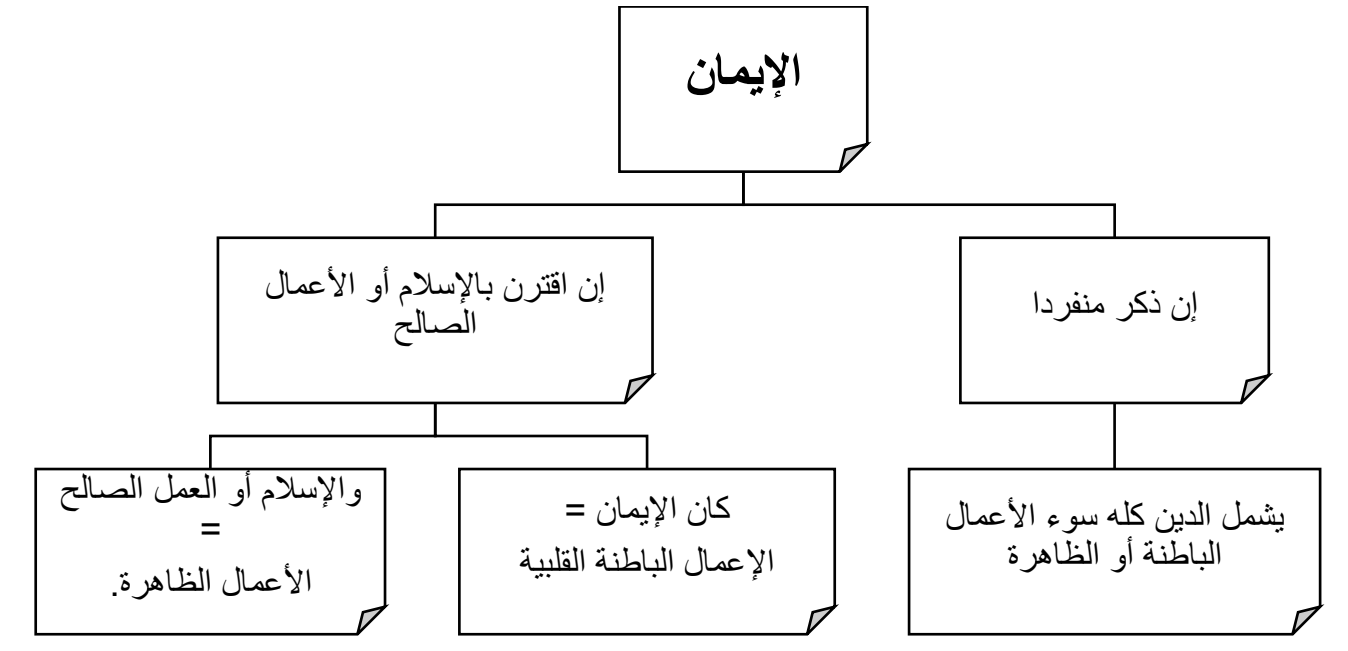 الإيمان
إن ذكر منفردا
إن اقترن بالإسلام أو الأعمال
الصالح
يشمل الدين كله سوء الأعمال
الباطنة أو الظاهرة
كان الإيمان =
الإعمال الباطنة القلبية
والإسلام أو العمل الصالح
=
الأعمال الظاهرة.